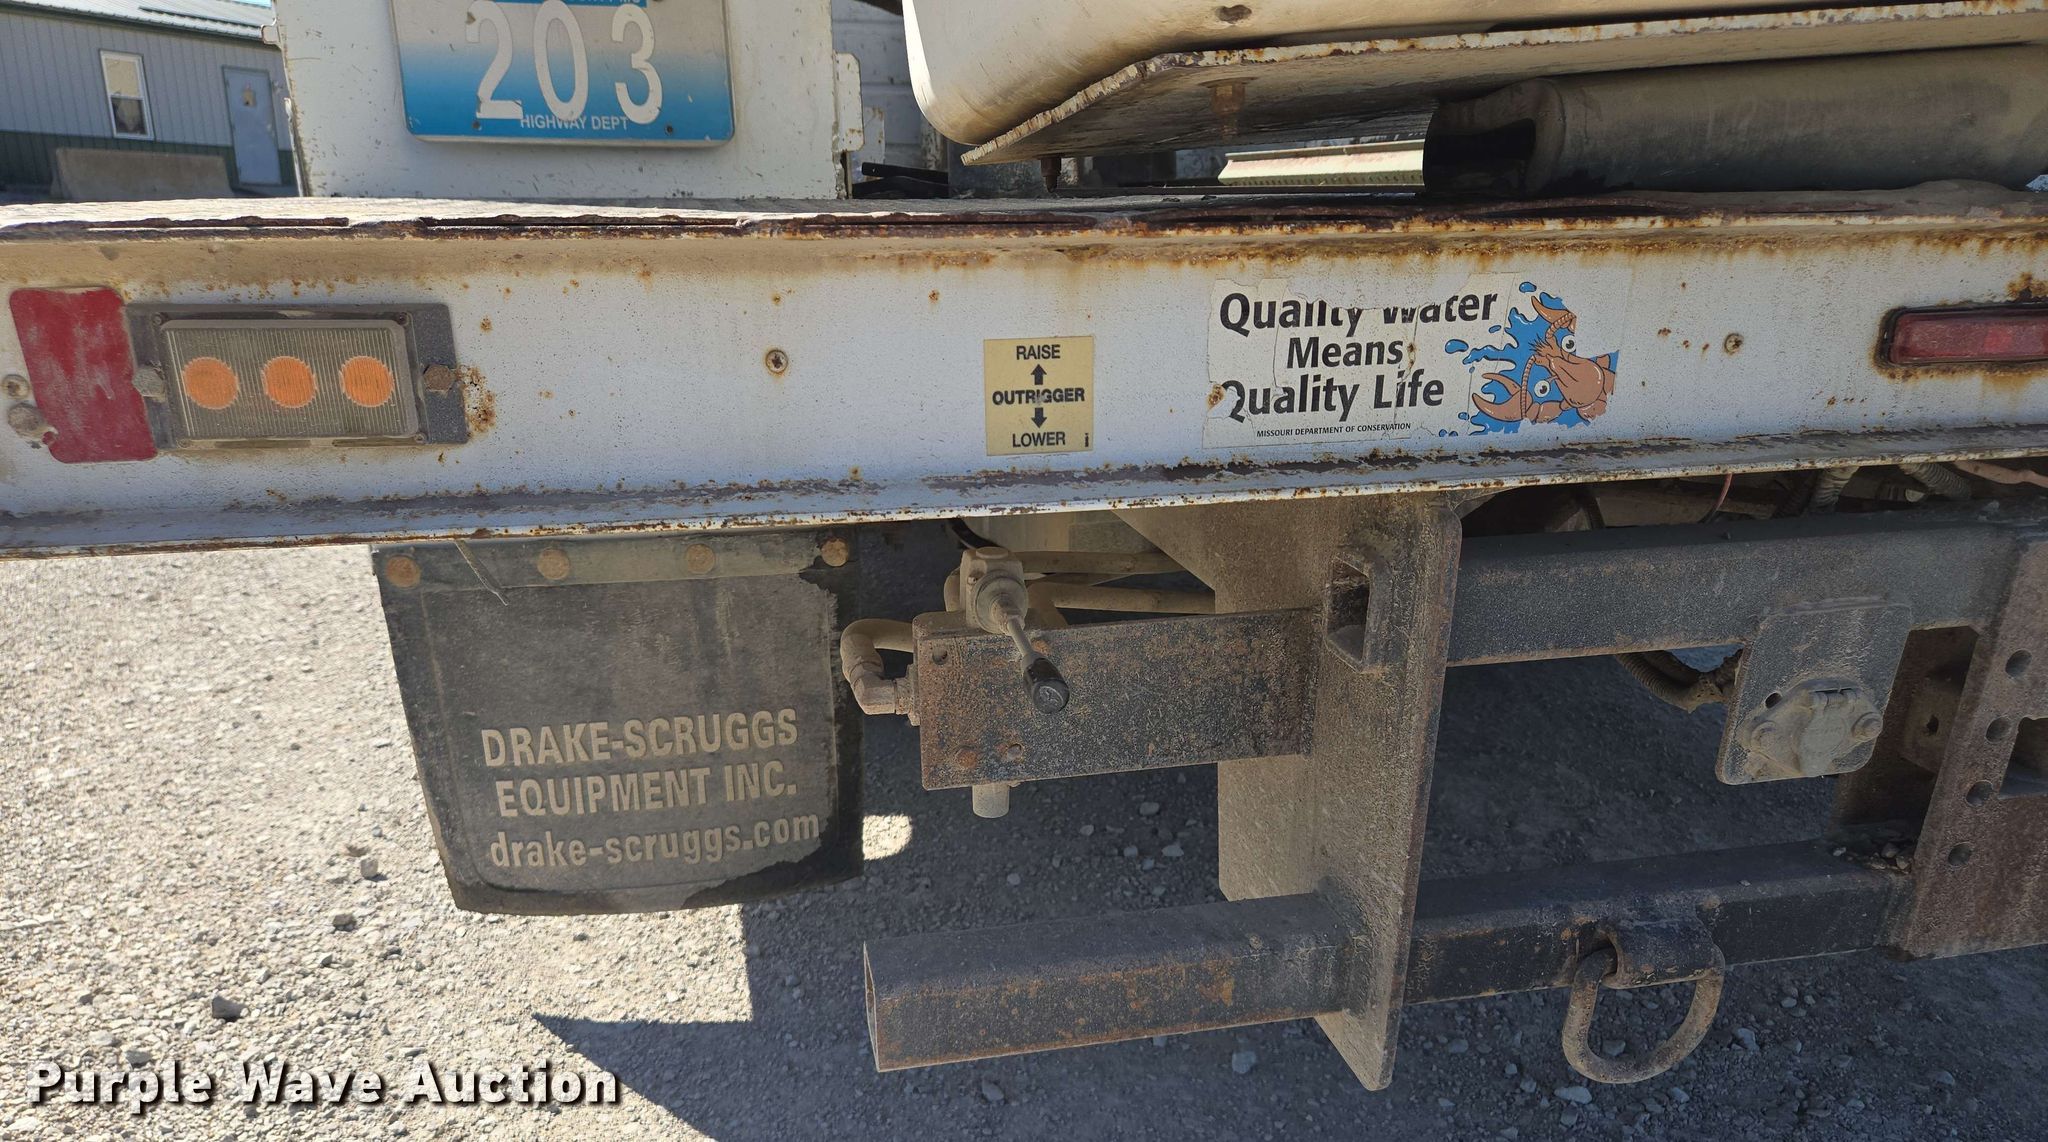 203
HIGHWAY DEPT
RAISE
OUTRIGGER
LOWER
Quality Water
Means
Quality Life
MISSOURI DEPARTMENT OF CONSERVATION
DRAKE-SCRUGGS
EQUIPMENT INC.
drake-scruggs.com
Purple Wave Auction